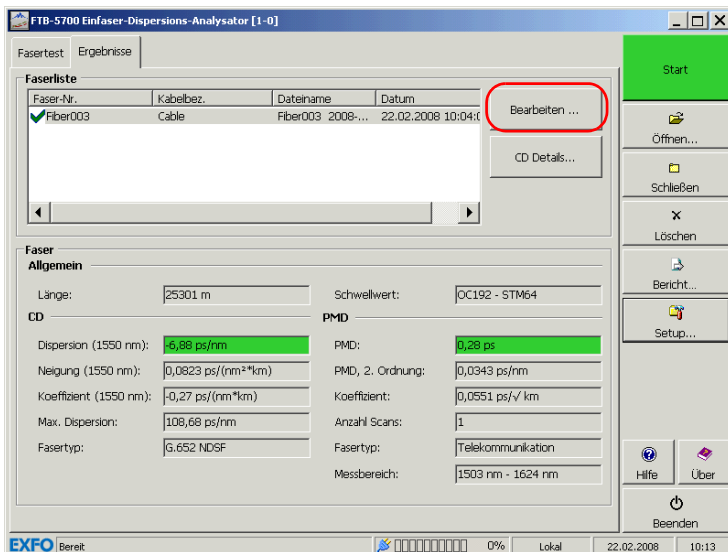 FTB-5700 Einfaser-Dispersions-Analysator [1-0]
Fasertest Ergebnisse
Faserliste
Faser-Nr. Kabelbez. Dateiname Datum
Fiber003 Cable Fiber003 2008-... 22.02.2008 10:04:0
Bearbeiten ...
CD Details...
Faser
Allgemein
Länge: 25301 m Schwellwert: OC192 - STM64
CD PMD
Dispersion (1550 nm): -6,88 ps/nm PMD: 0,28 ps
Neigung (1550 nm): 0,0823 ps/(nm²*km) PMD, 2. Ordnung: 0,0343 ps/nm
Koeffizient (1550 nm): -0,27 ps/(nm*km) Koeffizient: 0,0551 ps/√ km
Max. Dispersion: 108,68 ps/nm Anzahl Scans: 1
Fasertyp: G.652 NDSF Fasertyp: Telekommunikation
Messbereich: 1503 nm - 1624 nm
Start
Öffnen...
Schließen
Löschen
Bericht...
Setup...
Hilfe Über
Beenden
EXFO Bereit 0% Lokal 22.02.2008 10:13